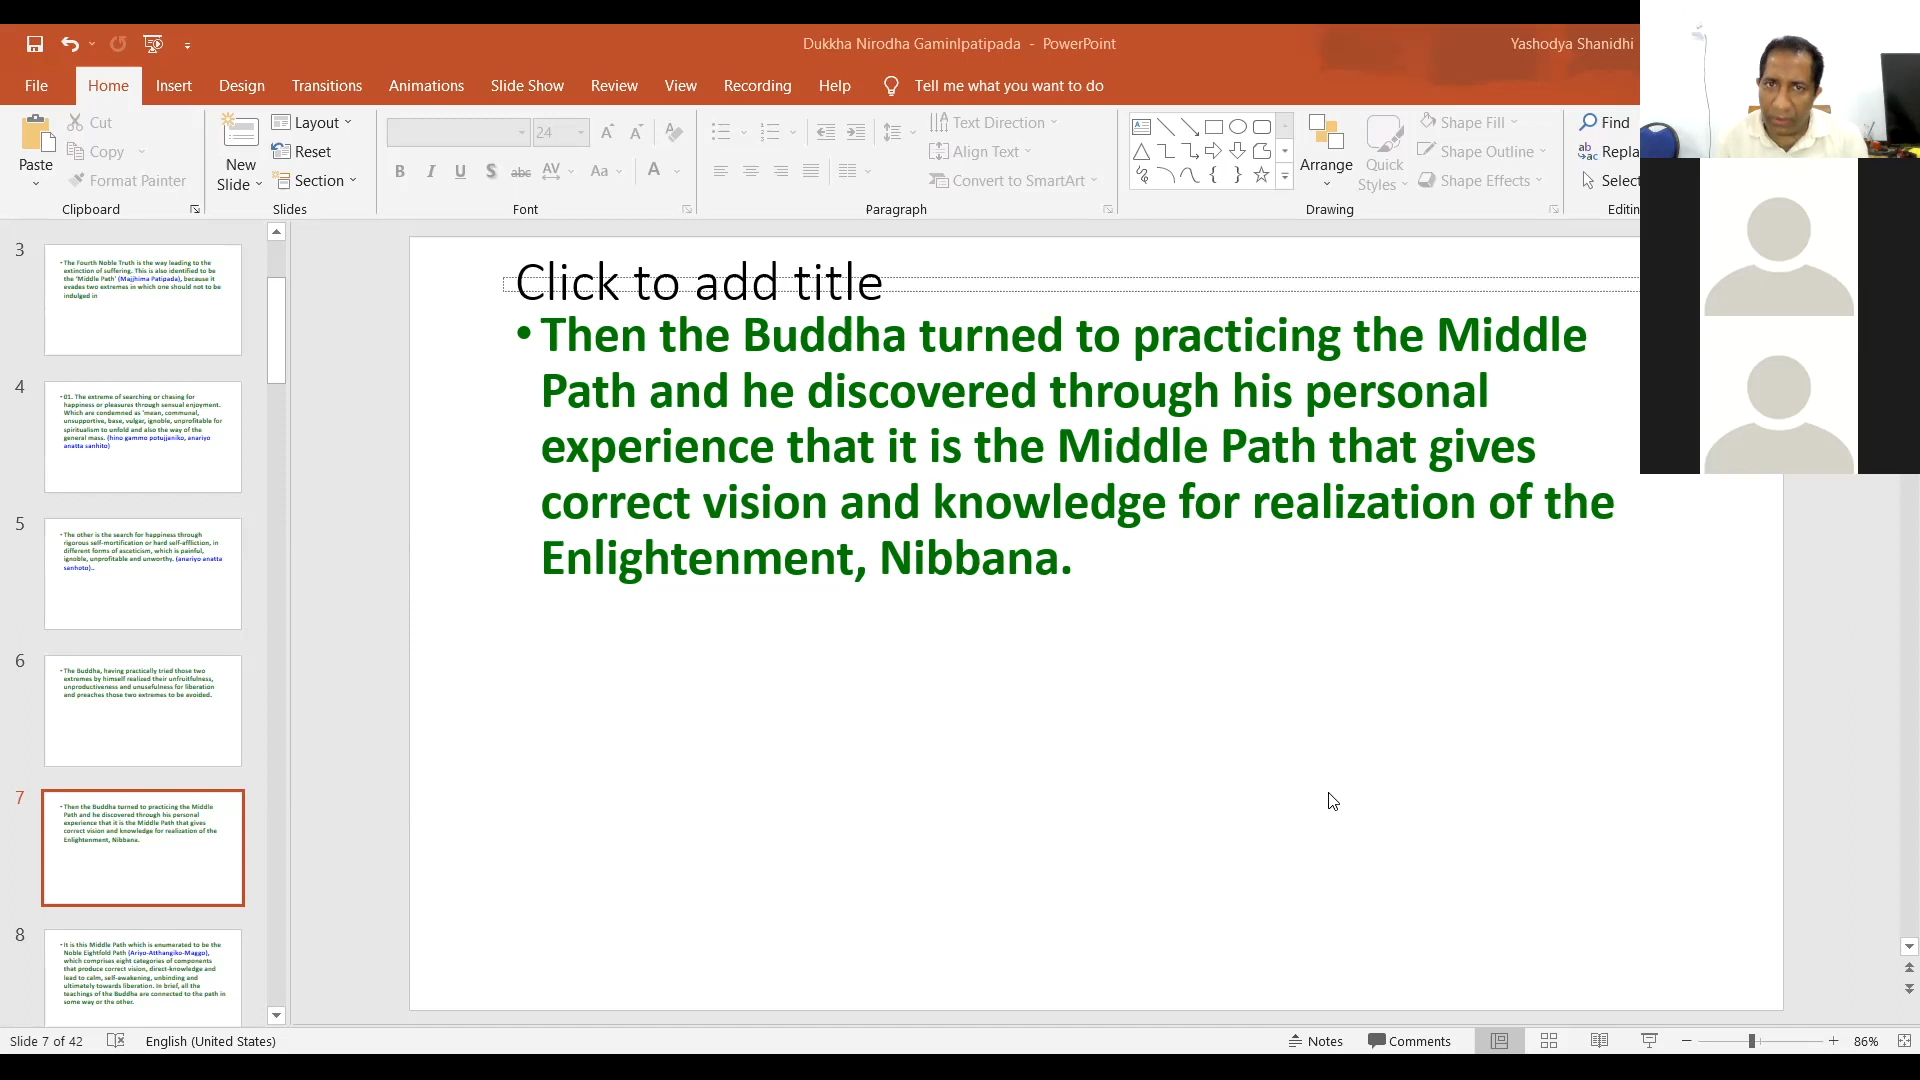 Dukkha Nirodha GaminIpatipada - PowerPoint
Yashodya Shanidhi
File Home Insert Design Transitions Animations Slide Show Review View Recording Help Tell me what you want to do
Paste
Cut
Copy
Format Painter
Clipboard
New
Slide
Layout
Reset
Section
Slides
24
B I U S abc AV Aa A
Font
Text Direction
Align Text
Convert to SmartArt
Paragraph
Arrange
Quick
Styles
Shape Fill
Shape Outline
Shape Effects
Drawing
Find
Repla
Select
Editin
3
• The Fourth Noble Truth is the way leading to the
extinction of suffering. This is also identified to be
the 'Middle Path' (Majjhima Patipada), because it
evades two extremes in which one should not to be
indulged in
4
• 01. The extreme of searching or chasing for
happiness or pleasures through sensual enjoyment.
Which are condemned as 'mean, communal,
unsupportive, base, vulgar, ignoble, unprofitable for
spiritualism to unfold and also the way of the
general mass. (hino gammo potujjaniko, anariyo
anatta sanhito)
5
• The other is the search for happiness through
rigorous self-mortification or hard self-affliction, in
different forms of asceticism, which is painful,
ignoble, unprofitable and unworthy. (anariyo anatta
sanhoto)..
6
• The Buddha, having practically tried those two
extremes by himself realized their unfruitfulness,
unproductiveness and unusefulness for liberation
and preaches those two extremes to be avoided.
7
• Then the Buddha turned to practicing the Middle
Path and he discovered through his personal
experience that it is the Middle Path that gives
correct vision and knowledge for realization of the
Enlightenment, Nibbana.
8
• It is this Middle Path which is enumerated to be the
Noble Eightfold Path (Ariyo-Atthangiko-Maggo),
which comprises eight categories of components
that produce correct vision, direct-knowledge and
lead to calm, self-awakening, unbinding and
ultimately towards liberation. In brief, all the
teachings of the Buddha are connected to the path in
some way or the other.
Click to add title
• Then the Buddha turned to practicing the Middle
Path and he discovered through his personal
experience that it is the Middle Path that gives
correct vision and knowledge for realization of the
Enlightenment, Nibbana.
Slide 7 of 42 English (United States) Notes Comments 86%